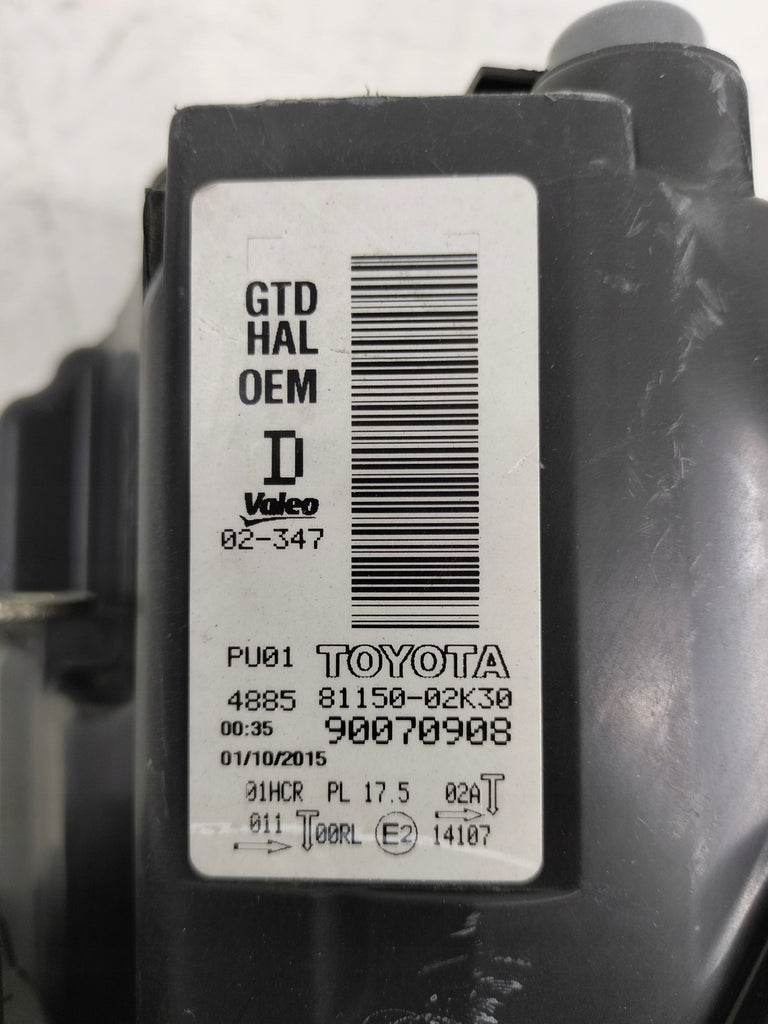 GTD
HAL
OEM
D
Valeo
02-347
PU01 TOYOTA
4885 81150-02K30
00:35 90070908
01/10/2015
01HCR PL 17.5 02A
011 00RL E2 14107